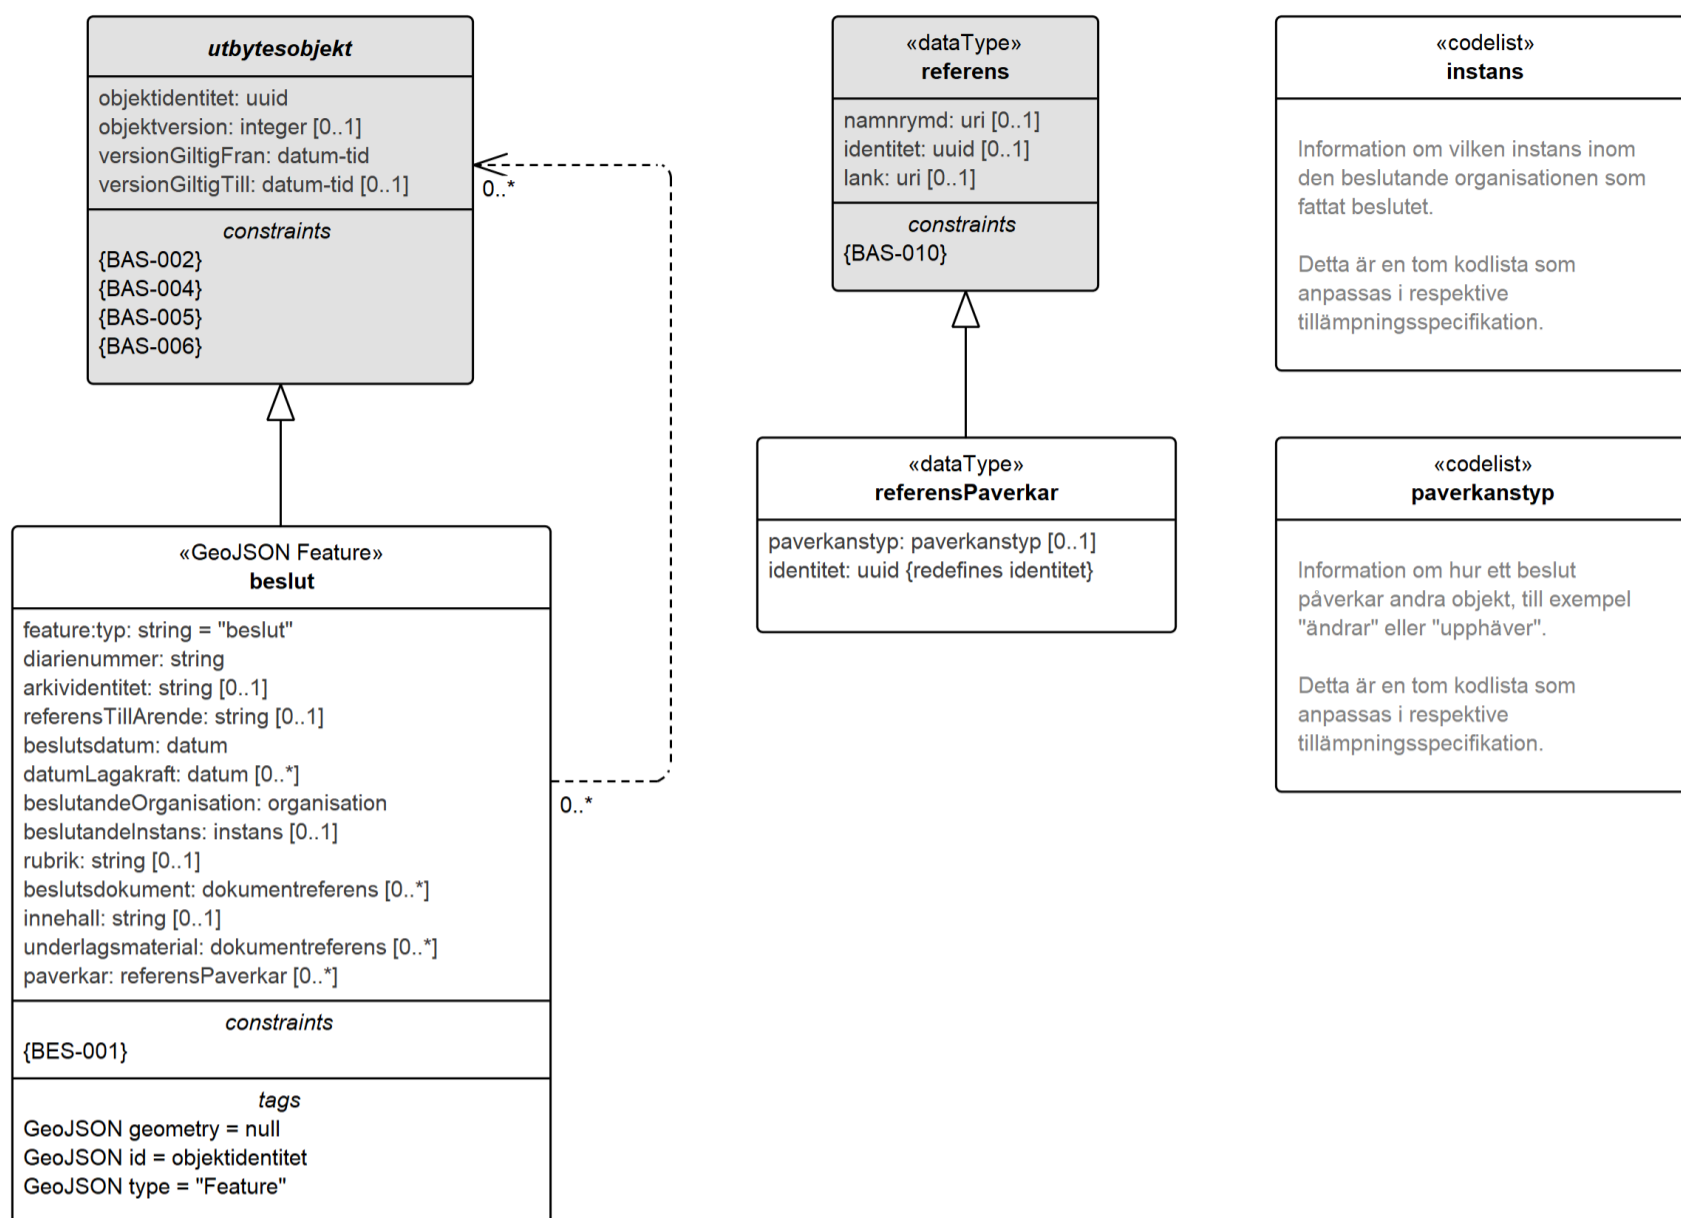 utbytesobjekt
objektidentitet: uuid
objektversion: integer [0..1]
versionGiltigFran: datum-tid
versionGiltigTill: datum-tid [0..1]
constraints
{BAS-002}
{BAS-004}
{BAS-005}
{BAS-006}
0..*
«GeoJSON Feature»
beslut
feature:typ: string = "beslut"
diarienummer: string
arkividentitet: string [0..1]
referensTillArende: string [0..1]
beslutsdatum: datum
datumLagakraft: datum [0..*]
beslutandeOrganisation: organisation
beslutandeInstans: instans [0..1]
rubrik: string [0..1]
beslutsdokument: dokumentreferens [0..*]
innehall: string [0..1]
underlagsmaterial: dokumentreferens [0..*]
paverkar: referensPaverkar [0..*]
constraints
{BES-001}
tags
GeoJSON geometry = null
GeoJSON id = objektidentitet
GeoJSON type = "Feature"
0..*
«dataType»
referens
namnrymd: uri [0..1]
identitet: uuid [0..1]
lank: uri [0..1]
constraints
{BAS-010}
«dataType»
referensPaverkar
paverkanstyp: paverkanstyp [0..1]
identitet: uuid {redefines identitet}
«codelist»
instans
Information om vilken instans inom
den beslutande organisationen som
fattat beslutet.
Detta är en tom kodlista som
anpassas i respektive
tillämpningsspecifikation.
«codelist»
paverkanstyp
Information om hur ett beslut
påverkar andra objekt, till exempel
"ändrar" eller "upphäver".
Detta är en tom kodlista som
anpassas i respektive
tillämpningsspecifikation.